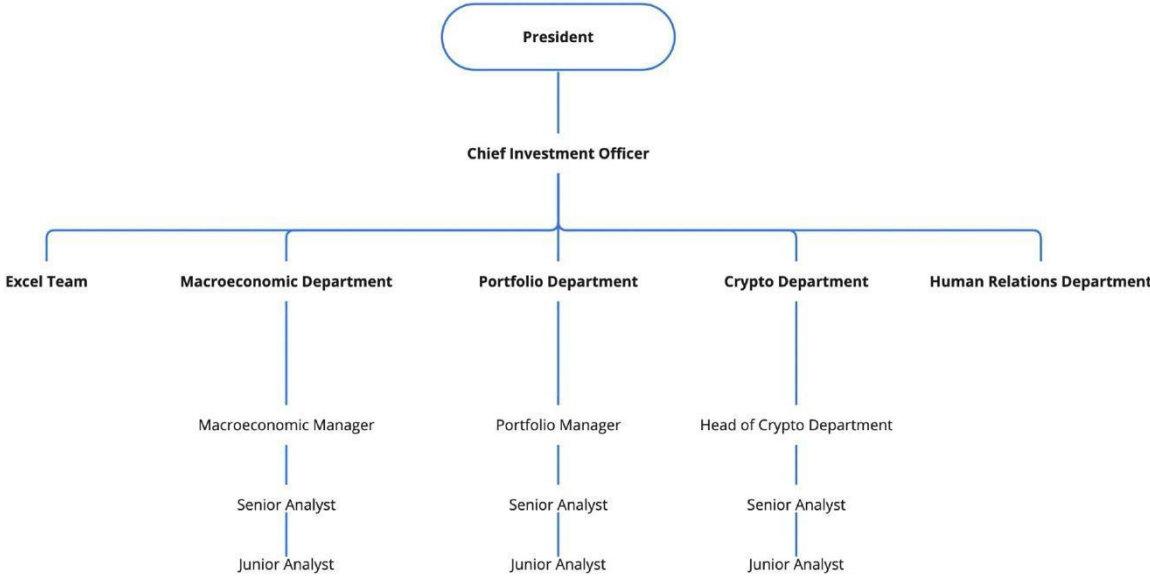 President
Chief Investment Officer
Excel Team
Macroeconomic Department
Portfolio Department
Crypto Department
Human Relations Department
Macroeconomic Manager
Portfolio Manager
Head of Crypto Department
Senior Analyst
Senior Analyst
Senior Analyst
Junior Analyst
Junior Analyst
Junior Analyst